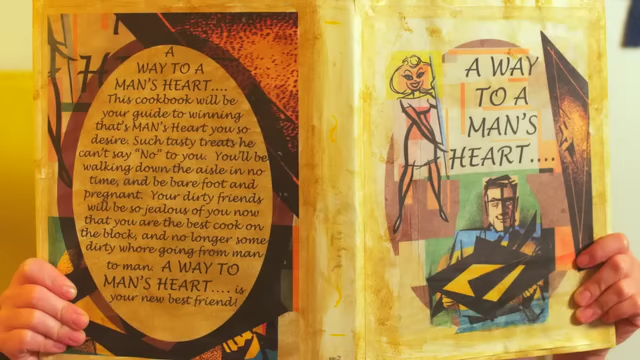 A
WAY TO A
MAN'S HEART....
This cookbook will be
your guide to winning
that's MAN's Heart you so
desire. Such tasty treats he
can't say "No" to you. You'll be
walking down the aisle in no
time, and be bare foot and
pregnant. Your dirty friends
will be so jealous of you now
that you are the best cook on
the block, and no longer some
dirty whore going from man
to man. A WAY TO
MAN'S HEART.... is
your new best friend!
A WAY
TO A
MAN'S
HEART....